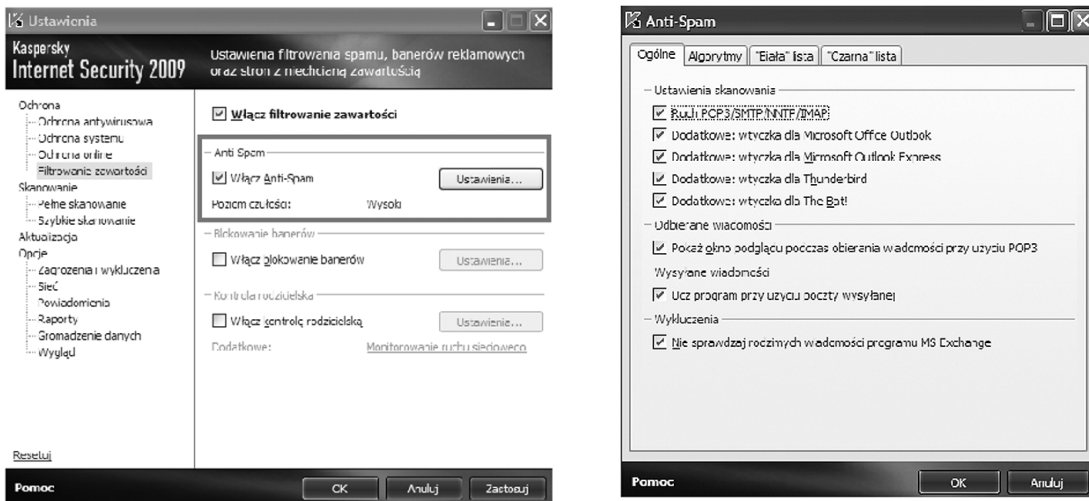 Ustawienia
Kaspersky
Internet Security 2009
Ustawienia filtrowania spamu, banerów reklamowych
oraz stron z niechcianą zawartością
Ochrona
Ochrona antywirusowa
Ochrona systemu
Ochrona online
Filtrowanie zawartości
Skanowanie
Pełne skanowanie
Szybkie skanowanie
Aktualizacja
Opcje
Zagrożenia i wykluczenia
Sieć
Powiadomienia
Raporty
Gromadzenie danych
Wygląd
Resetuj
Włącz filtrowanie zawartości
Anti-Spam
Włącz Anti-Spam
Ustawienia...
Poziom czułości: Wysoki
Blokowanie banerów
Włącz blokowanie banerów
Ustawienia...
Kontrola rodzicielska
Włącz kontrolę rodzicielską
Ustawienia...
Dodatkowe: Monitorowanie ruchu sieciowego
Pomoc
OK
Anuluj
Zastosuj
Anti-Spam
Ogólne
Algorytmy
"Biała" lista
"Czarna" lista
Ustawienia skanowania
Ruch POP3/SMTP/NNTP/IMAP
Dodatkowe: wtyczka dla Microsoft Office Outlook
Dodatkowe: wtyczka dla Microsoft Outlook Express
Dodatkowe: wtyczka dla Thunderbird
Dodatkowe: wtyczka dla The Bat!
Odbierane wiadomości
Pokaż okno podglądu podczas obierania wiadomości przy użyciu POP3
Wysyłane wiadomości
Ucz program przy użyciu poczty wysyłanej
Wykluczenia
Nie sprawdzaj rodzimych wiadomości programu MS Exchange
Pomoc
OK
Anuluj